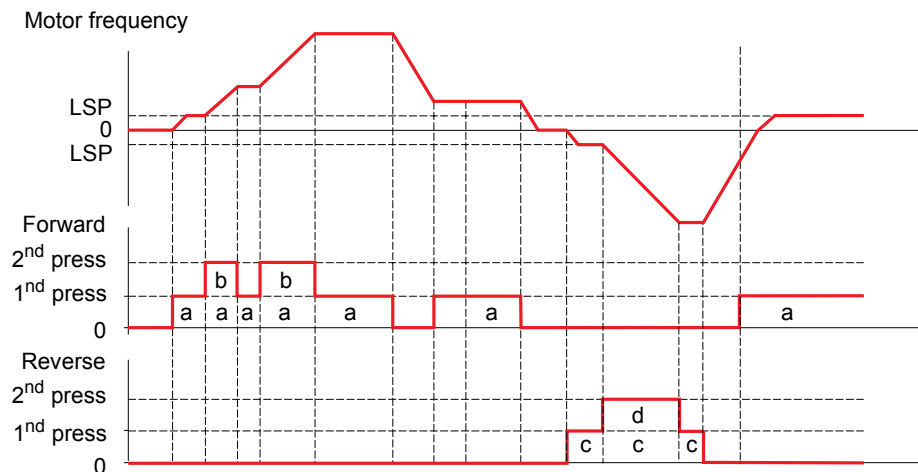 Motor frequency
LSP
0
LSP
Forward
2nd press
b b
1nd press
a a a a a a a
0
Reverse
2nd press
d
1nd press
c c c
0